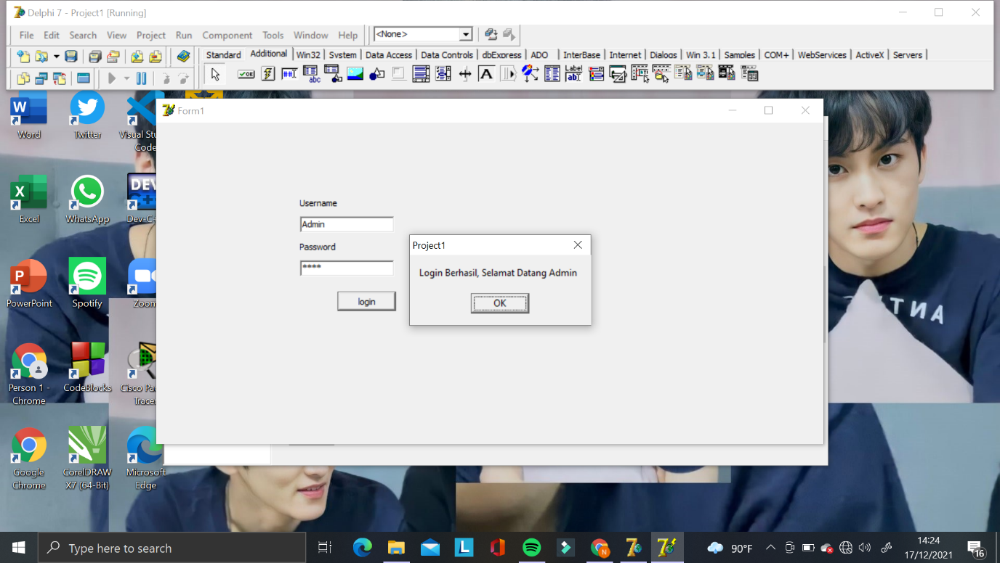 Delphi 7 - Project1 [Running]
File Edit Search View Project Run Component Tools Window Help <None>
Standard Additional Win32 System Data Access Data Controls dbExpress ADO InterBase Internet Dialogs Win 3.1 Samples COM+ WebServices ActiveX Servers
Form1
Username
Admin
Password
****
login
Project1
Login Berhasil, Selamat Datang Admin
OK
Word
Twitter
Visual Stu
Code
Excel
WhatsApp
DEV
C++
Dev-C+
PowerPoint
Spotify
Zoom
Person 1 -
Chrome
CodeBlocks
Cisco Pac
Tracer
Google
Chrome
CorelDRAW
X7 (64-Bit)
Microsoft
Edge
ANT
A
Type here to search
90°F
14:24
17/12/2021
16